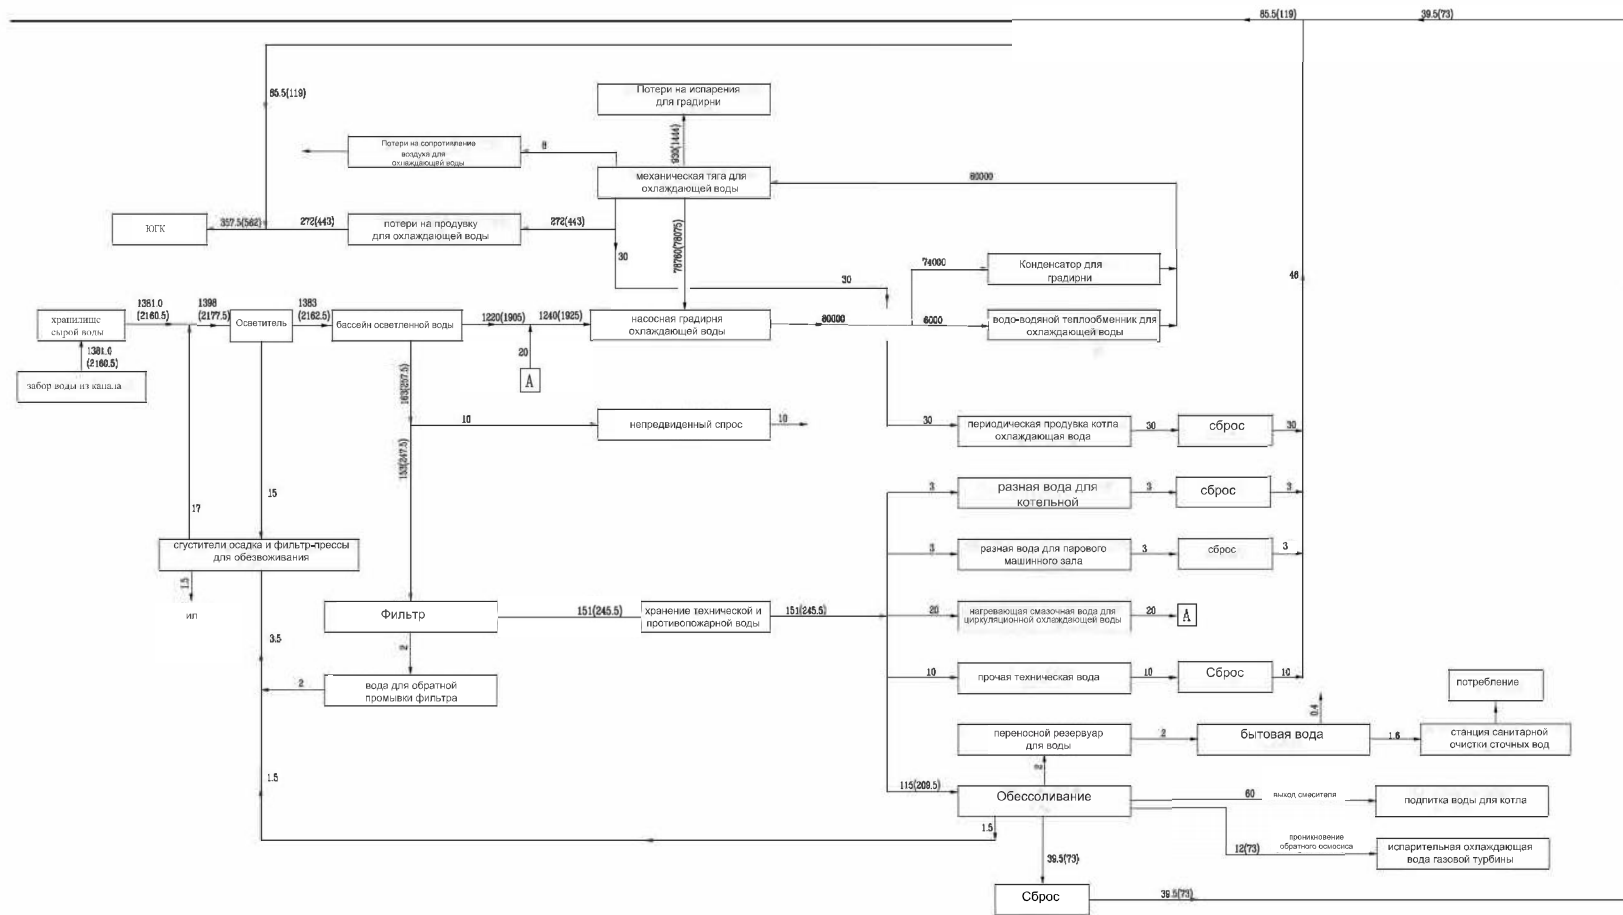 85.5(119)
39.5(73)
85.5(119)
Потери на испарения
для градирни
930(1444)
Потери на сопротивление
воздуха для
охлаждающей воды
8
механическая тяга для
охлаждающей воды
80000
ЮГК
357.5(562)
272(443)
потери на продувку
для охлаждающей воды
272(443)
30
78760(78075)
30
74000
Конденсатор для
градирни
46
храпилище
сырой воды
1381.0
(2160.5)
1398
(2177.5)
Осветитель
1383
(2162.5)
бассейн осветленной воды
1220(1905)
1240(1925)
насосная градирня
охлаждающей воды
80000
6000
водо-водяной теплообменник для
охлаждающей воды
1381.0
(2160.5)
забор воды из канала
20
A
163(257.5)
10
непредвиденный спрос
10
153(247.5)
30
периодическая продувка котла
охлаждающая вода
30
сброс
30
3
разная вода для
котельной
3
сброс
3
15
17
сгустители осадка и фильтр-прессы
для обезвоживания
1.5
ил
3
разная вода для парового
машинного зала
3
сброс
3
Фильтр
151(245.5)
хранение технической и
противопожарной воды
151(245.5)
20
нагревающая смазочная вода для
циркуляционной охлаждающей воды
20
A
3.5
2
2
вода для обратной
промывки фильтра
10
прочая техническая вода
10
Сброс
10
потребление
переносной резервуар
для воды
2
бытовая вода
0.4
1.6
станция санитарной
очистки сточных вод
2
1.5
115(209.5)
Обессоливание
60
выход смесителя
подпитка воды для котла
1.5
12(73)
проникновение
обратного осмосиса
испарительная охлаждающая
вода газовой турбины
39.5(73)
Сброс
39.5(73)